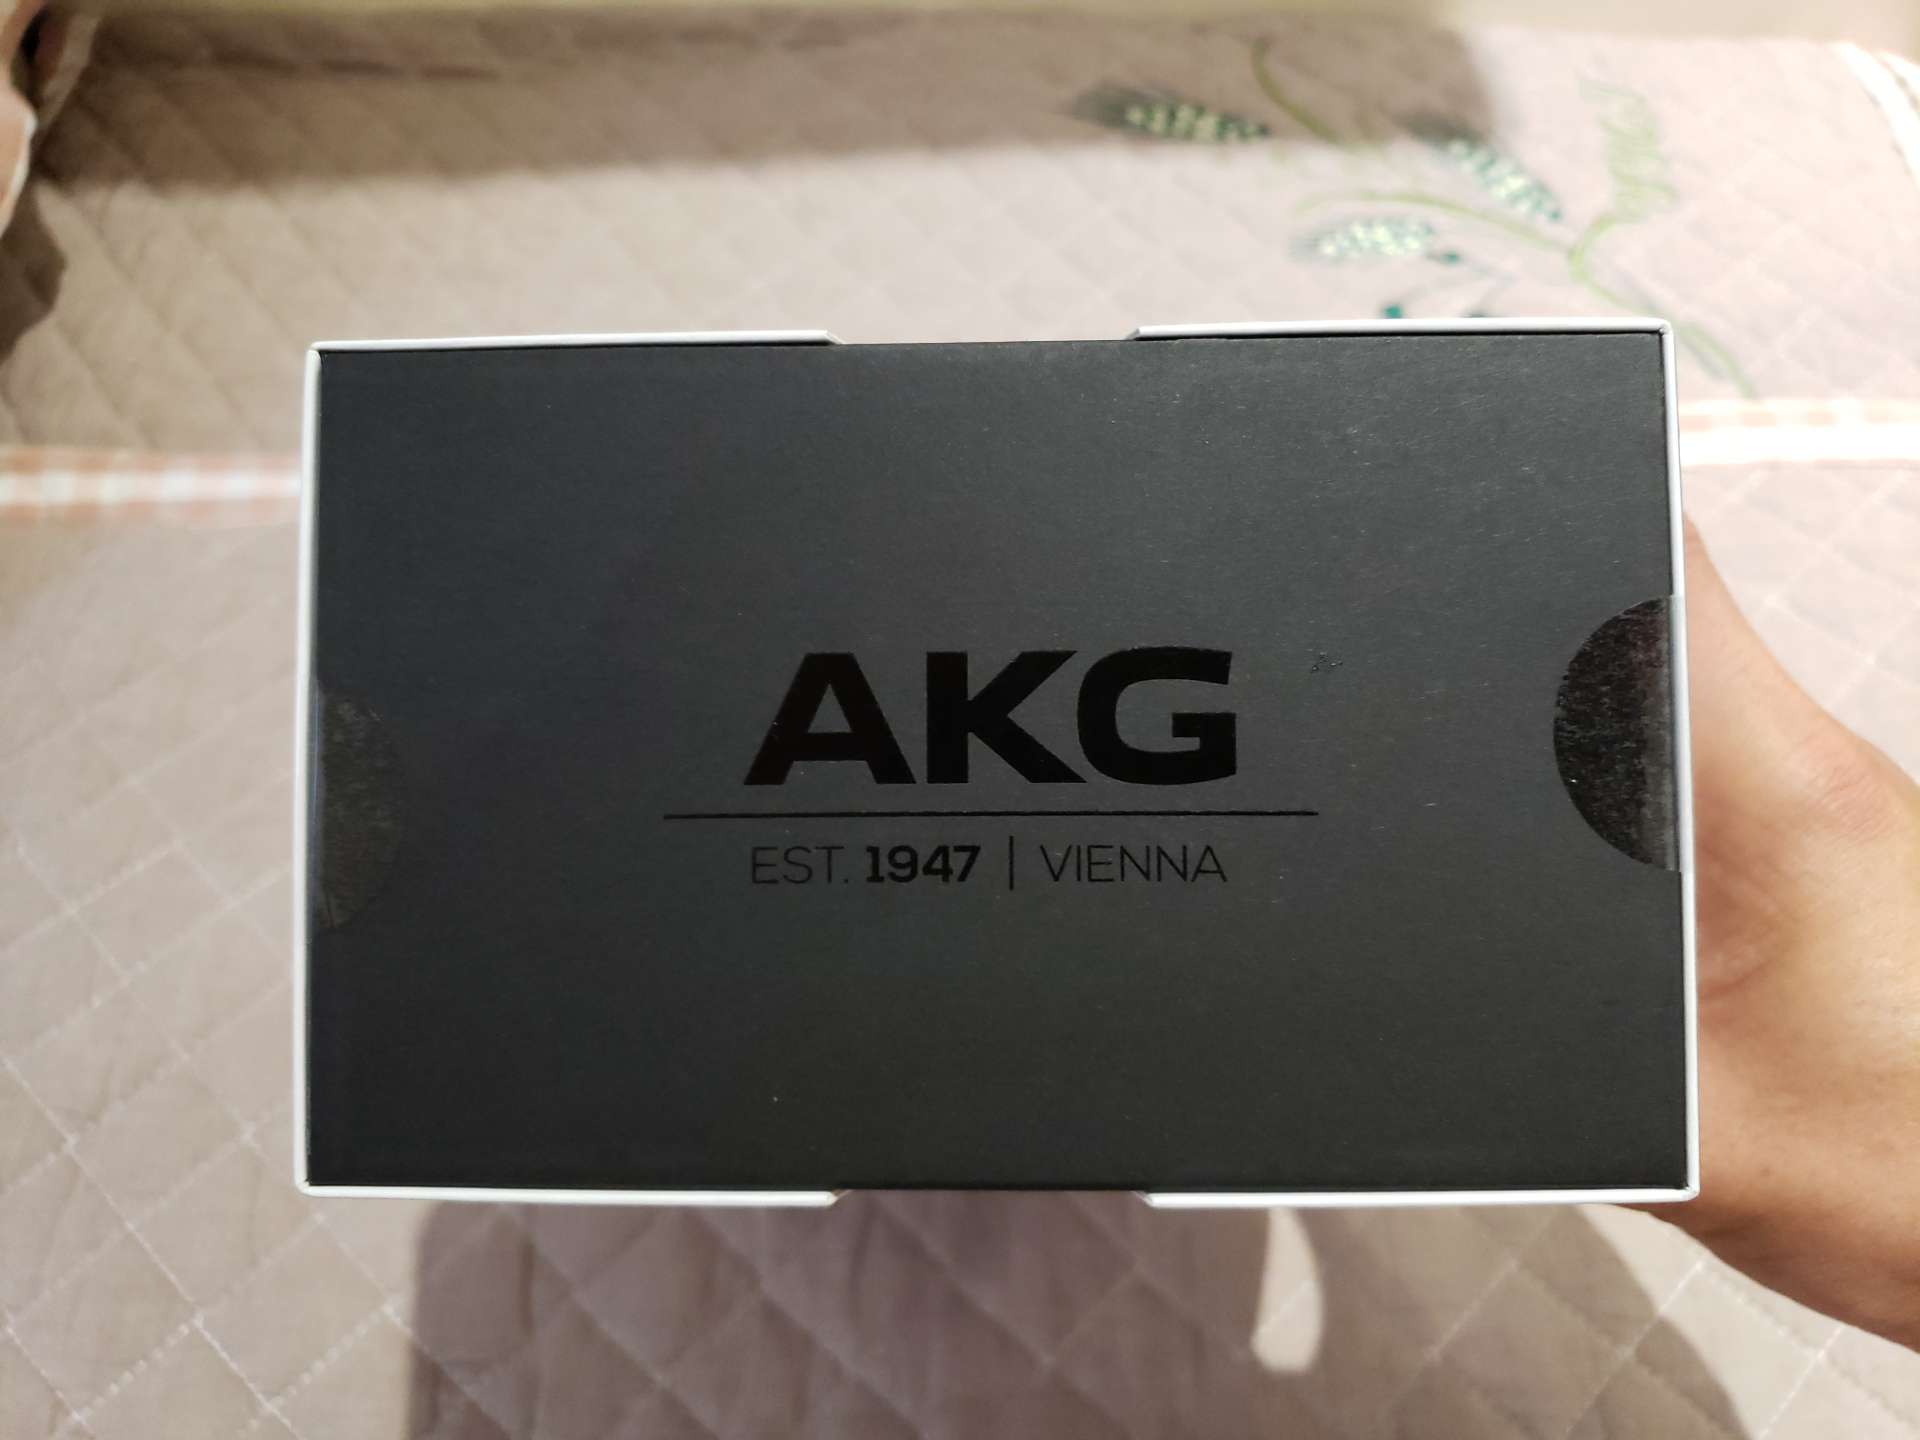 AKG
EST. 1947 | VIENNA